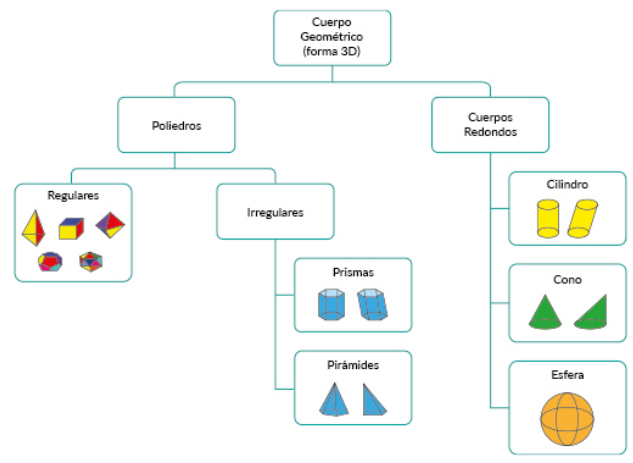 Cuerpo
Geométrico
(forma 3D)
Poliedros
Cuerpos
Redondos
Regulares
Irregulares
Cilindro
Prismas
Cono
Pirámides
Esfera